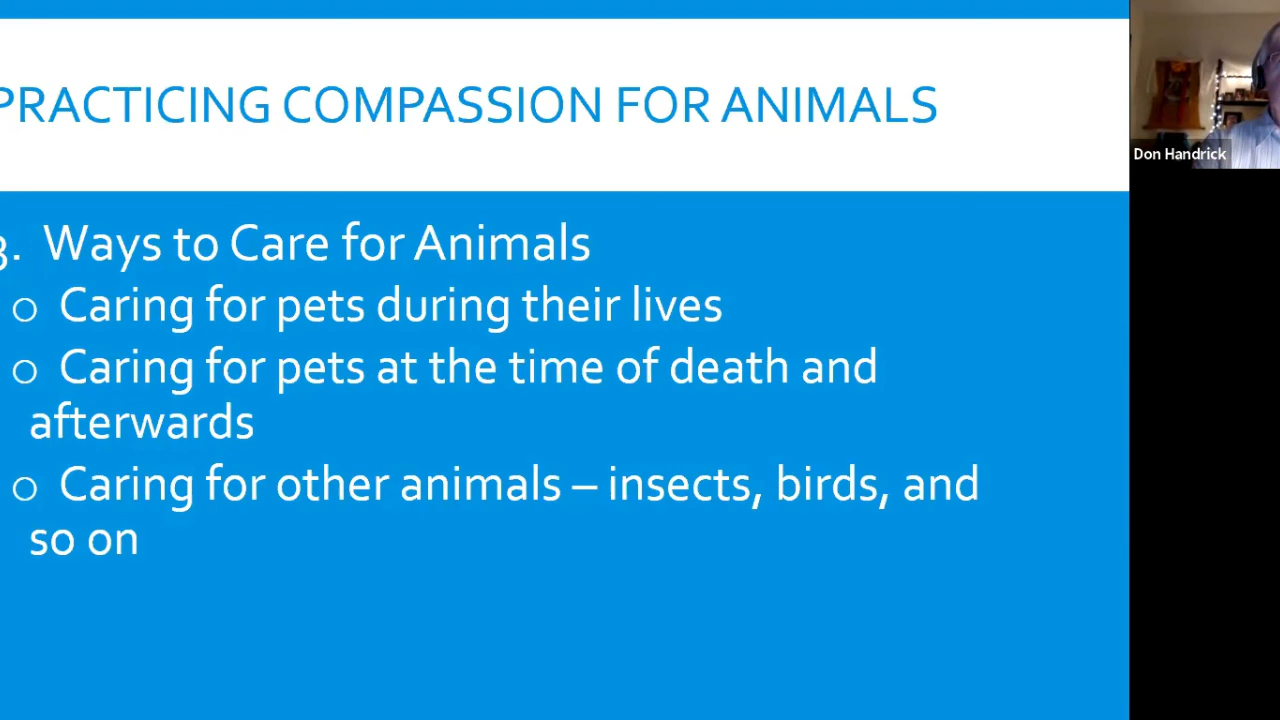 PRACTICING COMPASSION FOR ANIMALS
Don Handrick
3. Ways to Care for Animals
o Caring for pets during their lives
o Caring for pets at the time of death and
afterwards
o Caring for other animals – insects, birds, and
so on